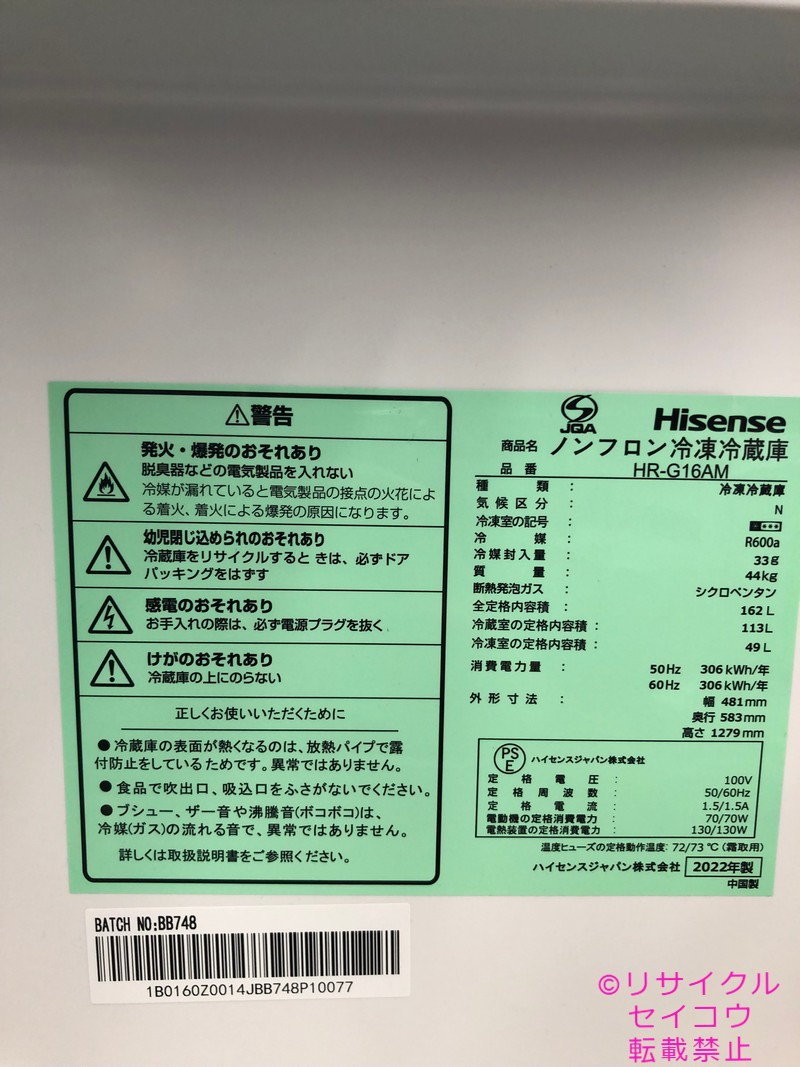 警告
発火・爆発のおそれあり
脱臭器などの電気製品を入れない
冷媒が漏れていると電気製品の接点の火花によ
る着火、着火による爆発の原因になります。
幼児閉じ込められのおそれあり
冷蔵庫をリサイクルすると きは、必ずドア
パッキングをはずす
感電のおそれあり
お手入れの際は、必ず電源プラグを抜く
けがのおそれあり
冷蔵庫の上にのらない
正しくお使いいただくために
●冷蔵庫の表面が熱くなるのは、放熱パイプで露
付防止をしているためです。異常ではありません。
●食品で吹出口、吸込口をふさがないでください。
●ブシュー、ザー音や沸騰音(ボコボコ)は、
冷媒(ガス)の流れる音で、異常ではありません。
詳しくは取扱説明書をご参照ください。
JQA
Hisense
商品名 ノンフロン冷凍冷蔵庫
品番 HR-G16AM
種類 : 冷凍冷蔵庫
気候区分 : N
冷凍室の記号 :
冷媒 : R600a
冷媒封入量 : 33g
質量 : 44kg
断熱発泡ガス : シクロペンタン
全定格内容積 : 162L
冷蔵室の定格内容積 : 113L
冷凍室の定格内容積 : 49L
消費電力量 : 50Hz 306kWh/年
60Hz 306kWh/年
外形寸法 : 幅 481mm
奥行 583mm
高さ 1279mm
PSE ハイセンスジャパン株式会社
定格電圧 : 100V
定格周波数 : 50/60Hz
定格電流 : 1.5/1.5A
電動機の定格消費電力 : 70/70W
電熱装置の定格消費電力 : 130/130W
温度ヒューズの定格動作温度: 72/73℃(霜取用)
ハイセンスジャパン株式会社 2022年製
中国製
BATCH NO:BB748
1B0160Z0014JBB748P10077
©リサイクル
セイコウ
転載禁止